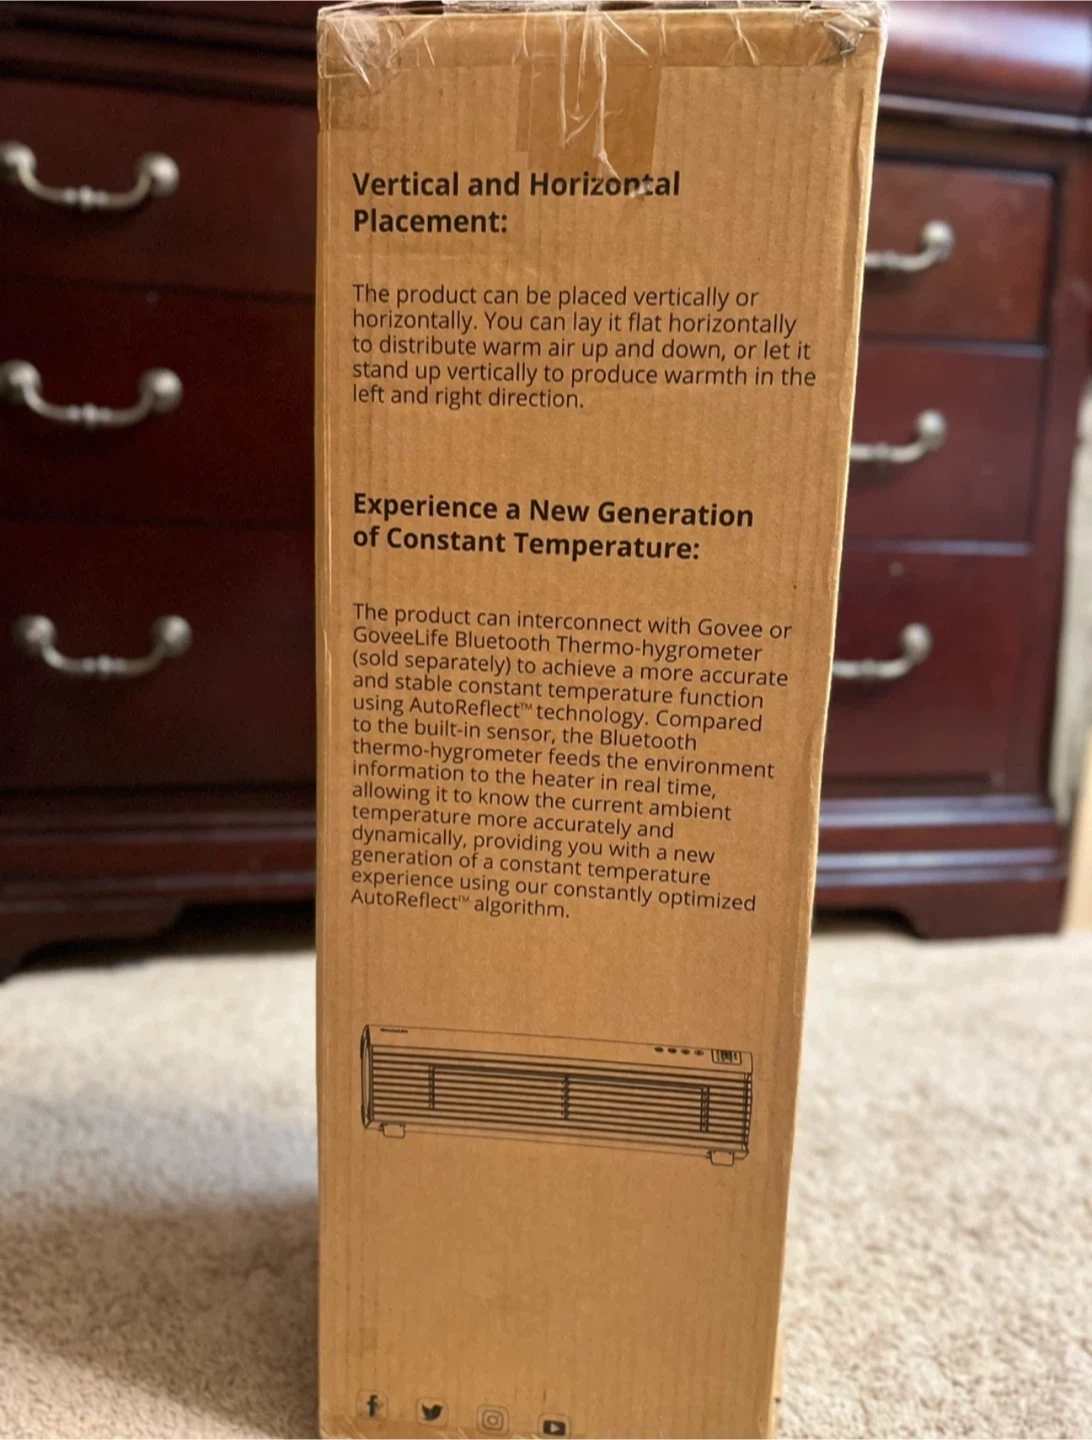 Vertical and Horizontal
Placement:
The product can be placed vertically or
horizontally. You can lay it flat horizontally
to distribute warm air up and down, or let it
stand up vertically to produce warmth in the
left and right direction.
Experience a New Generation
of Constant Temperature:
The product can interconnect with Govee or
GoveeLife Bluetooth Thermo-hygrometer
(sold separately) to achieve a more accurate
and stable constant temperature function
using AutoReflect™ technology. Compared
to the built-in sensor, the Bluetooth
thermo-hygrometer feeds the environment
information to the heater in real time,
allowing it to know the current ambient
temperature more accurately and
dynamically, providing you with a new
generation of a constant temperature
experience using our constantly optimized
AutoReflect™ algorithm.